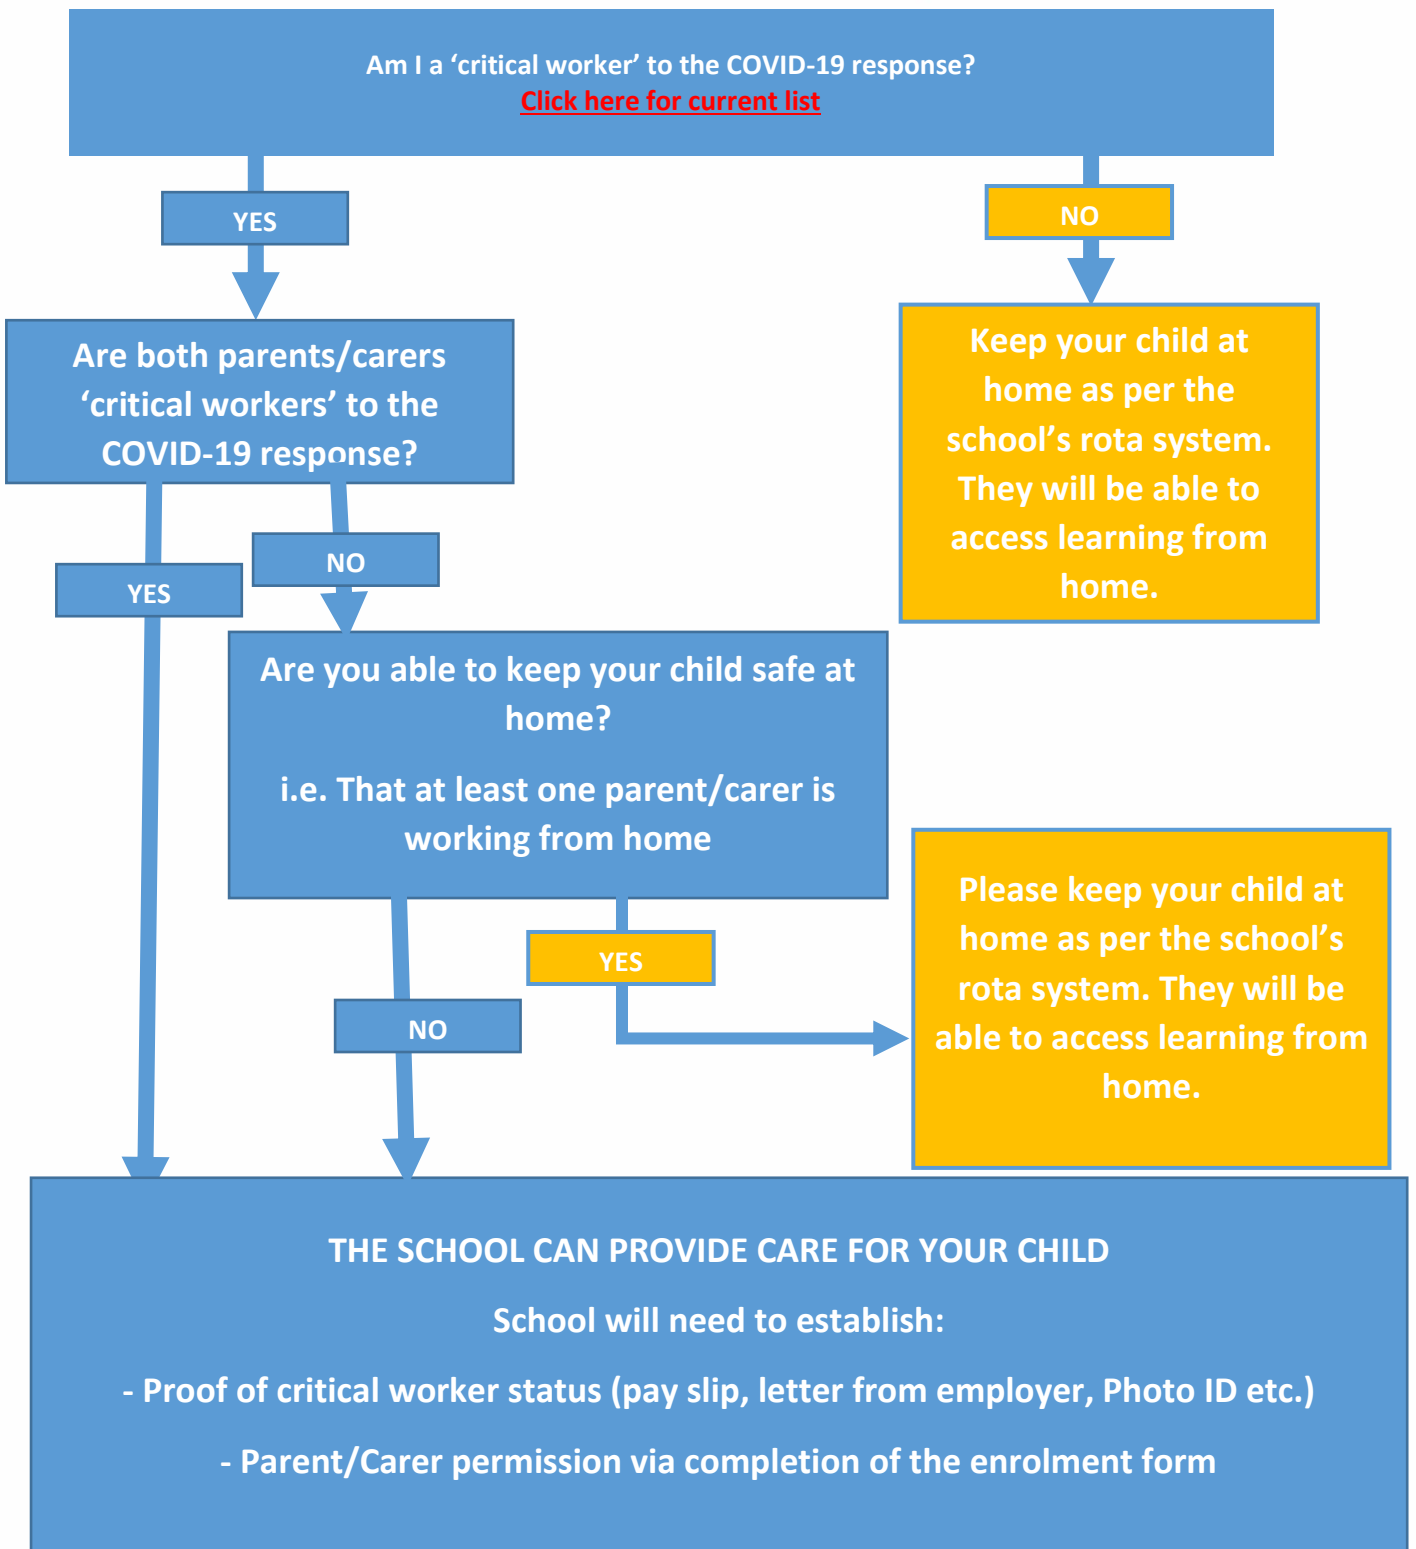 Am I a ‘critical worker’ to the COVID-19 response?
Click here for current list
YES
NO
Are both parents/carers
‘critical workers’ to the
COVID-19 response?
Keep your child at
home as per the
school’s rota system.
They will be able to
access learning from
home.
NO
YES
Are you able to keep your child safe at
home?
i.e. That at least one parent/carer is
working from home
Please keep your child at
home as per the school’s
rota system. They will be
able to access learning from
home.
YES
NO
THE SCHOOL CAN PROVIDE CARE FOR YOUR CHILD
School will need to establish:
- Proof of critical worker status (pay slip, letter from employer, Photo ID etc.)
- Parent/Carer permission via completion of the enrolment form